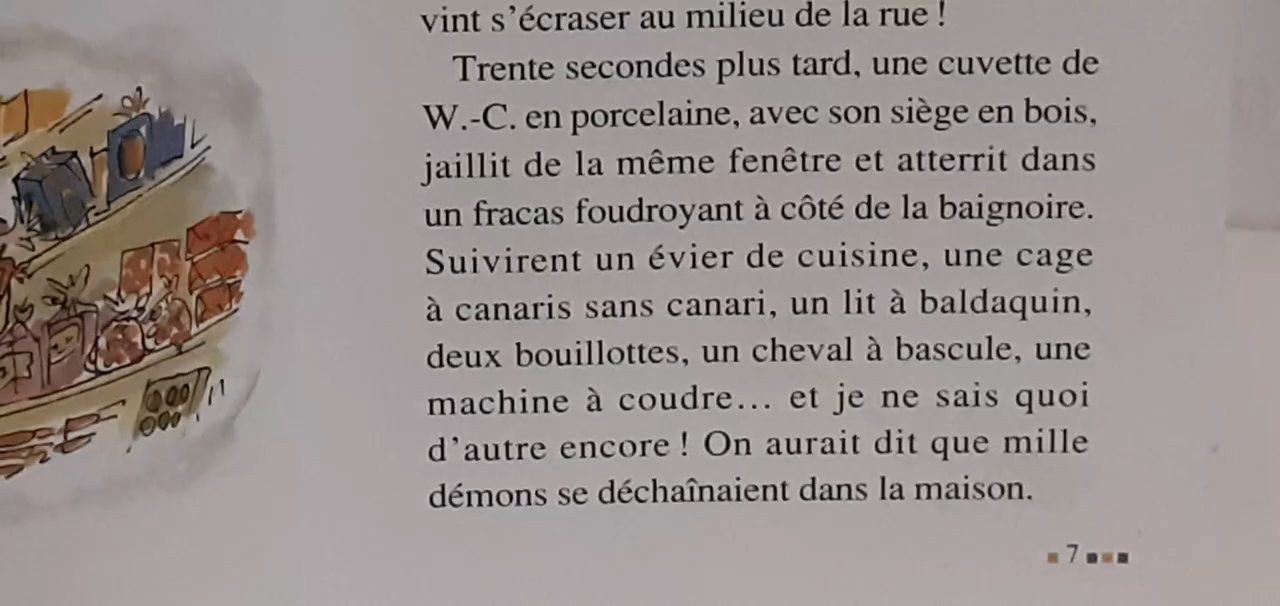 vint s'écraser au milieu de la rue !
Trente secondes plus tard, une cuvette de
W.-C. en porcelaine, avec son siège en bois,
jaillit de la même fenêtre et atterrit dans
un fracas foudroyant à côté de la baignoire.
Suivirent un évier de cuisine, une cage
à canaris sans canari, un lit à baldaquin,
deux bouillottes, un cheval à bascule, une
machine à coudre... et je ne sais quoi
d'autre encore ! On aurait dit que mille
démons se déchaînaient dans la maison.
7